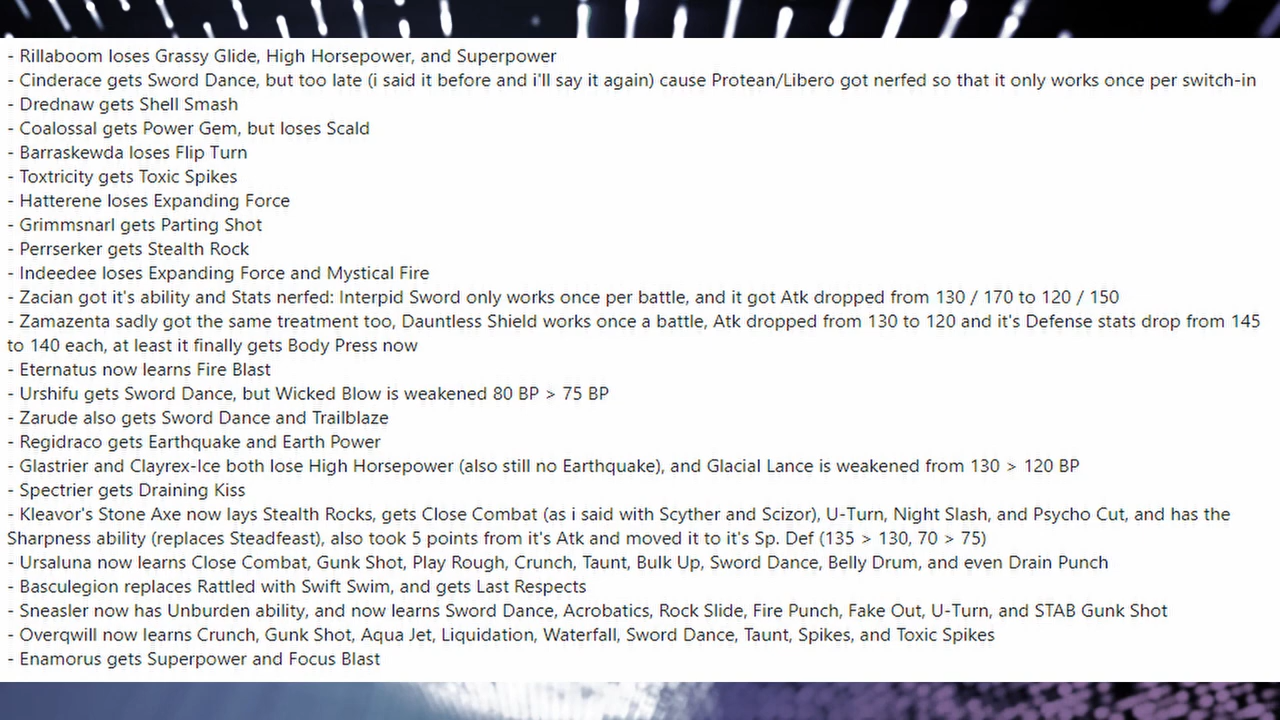 - Rillaboom loses Grassy Glide, High Horsepower, and Superpower
- Cinderace gets Sword Dance, but too late (i said it before and i'll say it again) cause Protean/Libero got nerfed so that it only works once per switch-in
- Drednaw gets Shell Smash
- Coalossal gets Power Gem, but loses Scald
- Barraskewda loses Flip Turn
- Toxtricity gets Toxic Spikes
- Hatterene loses Expanding Force
- Grimmsnarl gets Parting Shot
- Perrserker gets Stealth Rock
- Indeedee loses Expanding Force and Mystical Fire
- Zacian got it's ability and Stats nerfed: Interpid Sword only works once per battle, and it got Atk dropped from 130 / 170 to 120 / 150
- Zamazenta sadly got the same treatment too, Dauntless Shield works once a battle, Atk dropped from 130 to 120 and it's Defense stats drop from 145
to 140 each, at least it finally gets Body Press now
- Eternatus now learns Fire Blast
- Urshifu gets Sword Dance, but Wicked Blow is weakened 80 BP > 75 BP
- Zarude also gets Sword Dance and Trailblaze
- Regidraco gets Earthquake and Earth Power
- Glastrier and Clayrex-Ice both lose High Horsepower (also still no Earthquake), and Glacial Lance is weakened from 130 > 120 BP
- Spectrier gets Draining Kiss
- Kleavor's Stone Axe now lays Stealth Rocks, gets Close Combat (as i said with Scyther and Scizor), U-Turn, Night Slash, and Psycho Cut, and has the
Sharpness ability (replaces Steadfeast), also took 5 points from it's Atk and moved it to it's Sp. Def (135 > 130, 70 > 75)
- Ursaluna now learns Close Combat, Gunk Shot, Play Rough, Crunch, Taunt, Bulk Up, Sword Dance, Belly Drum, and even Drain Punch
- Basculegion replaces Rattled with Swift Swim, and gets Last Respects
- Sneasler now has Unburden ability, and now learns Sword Dance, Acrobatics, Rock Slide, Fire Punch, Fake Out, U-Turn, and STAB Gunk Shot
- Overqwill now learns Crunch, Gunk Shot, Aqua Jet, Liquidation, Waterfall, Sword Dance, Taunt, Spikes, and Toxic Spikes
- Enamorus gets Superpower and Focus Blast